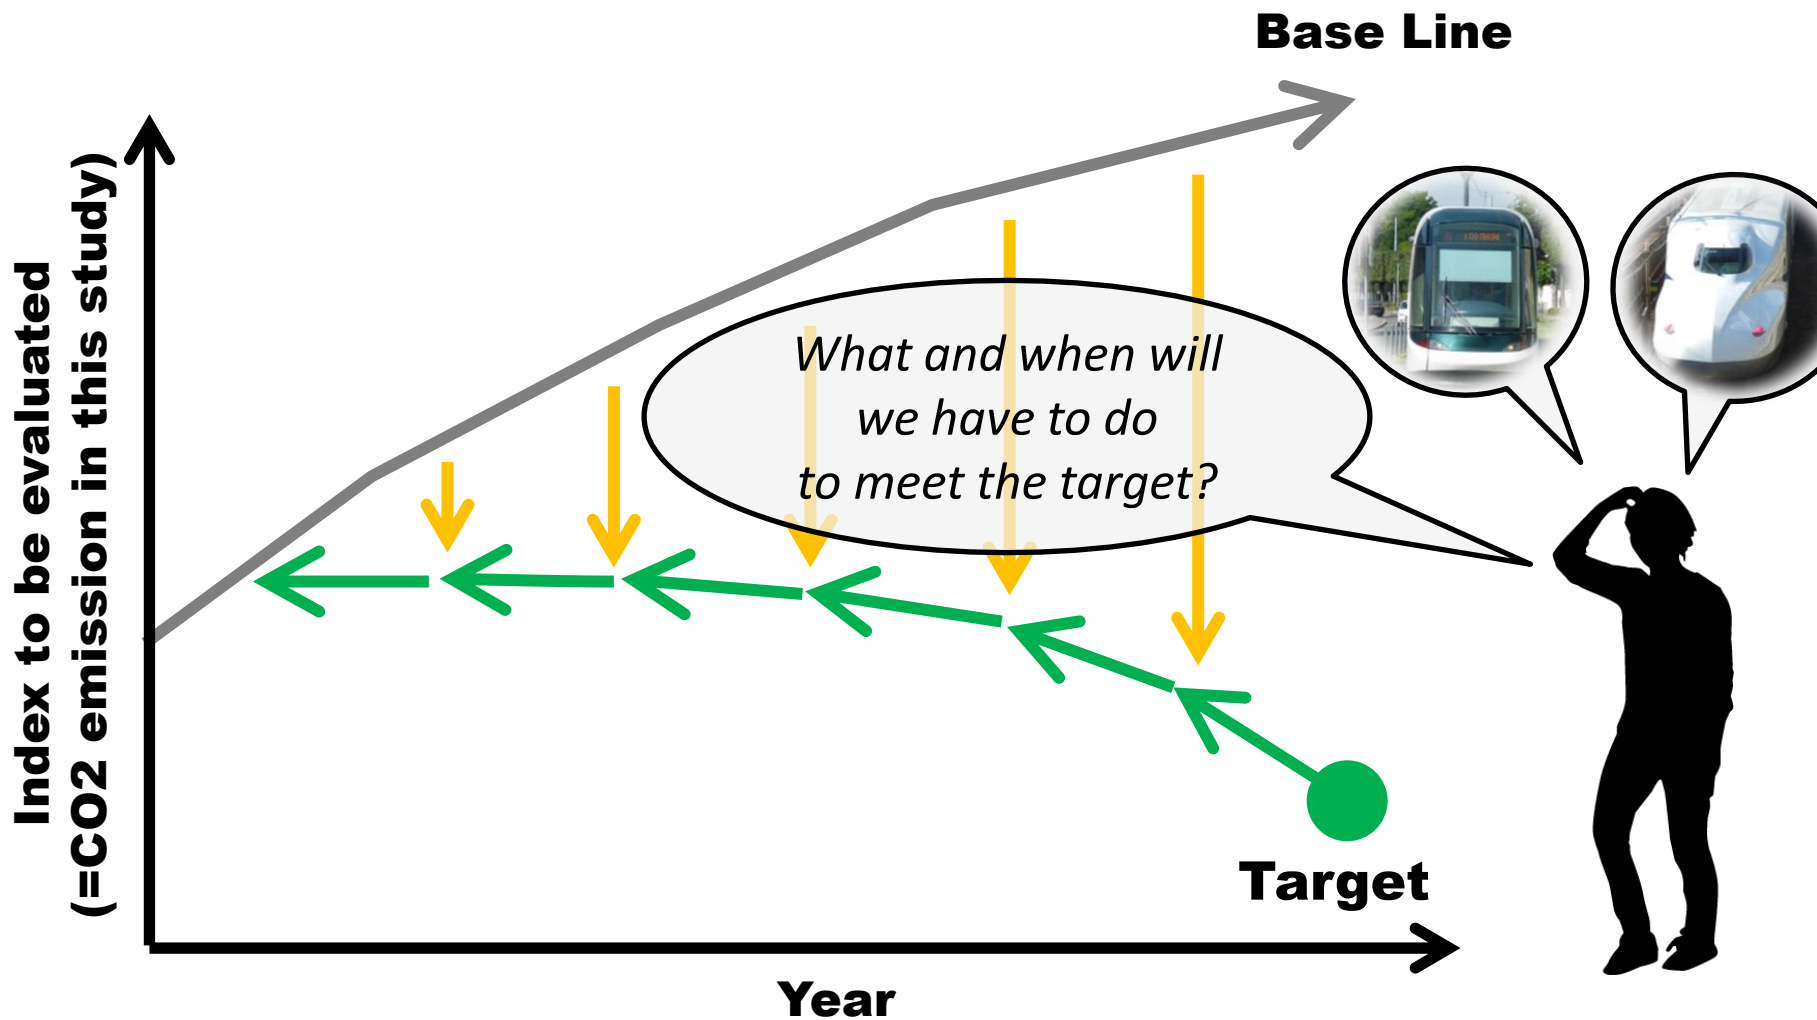 Base Line
Index to be evaluated
(=CO2 emission in this study)
What and when will
we have to do
to meet the target?
Target
Year